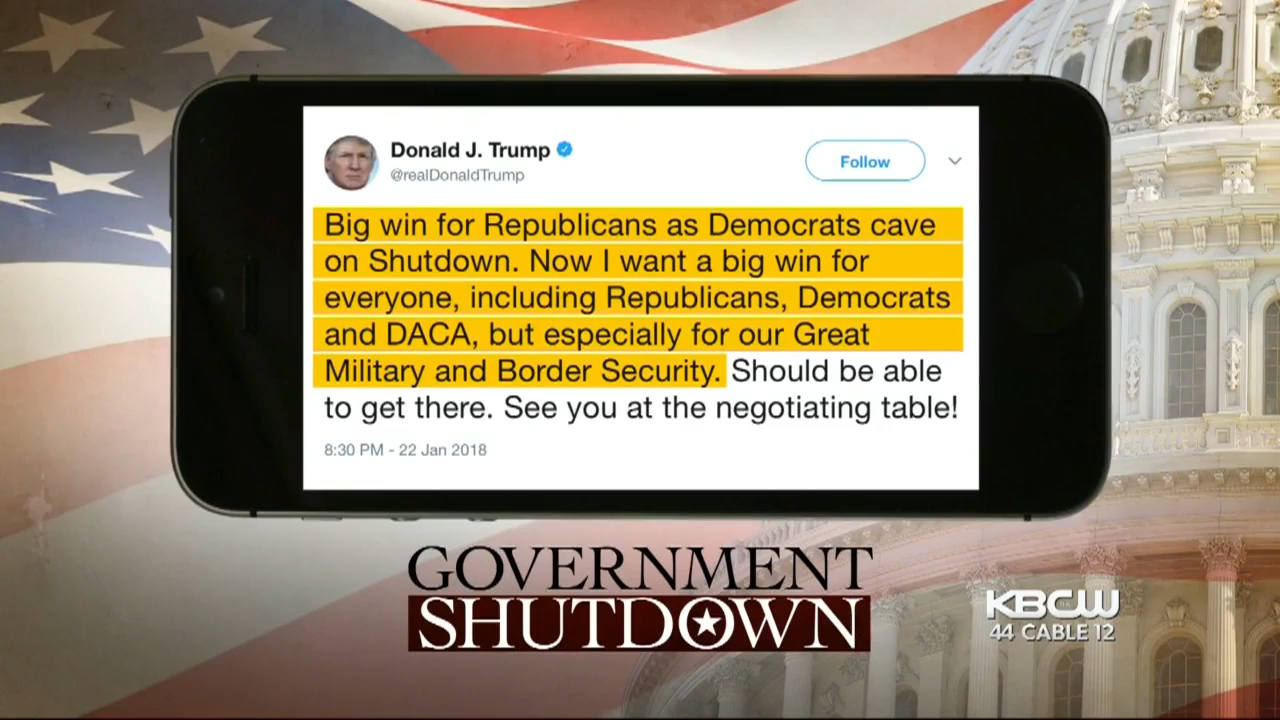 Donald J. Trump
@realDonaldTrump
Follow
Big win for Republicans as Democrats cave
on Shutdown. Now I want a big win for
everyone, including Republicans, Democrats
and DACA, but especially for our Great
Military and Border Security. Should be able
to get there. See you at the negotiating table!
8:30 PM - 22 Jan 2018
GOVERNMENT
SHUTDOWN
KBCW
44 CABLE 12